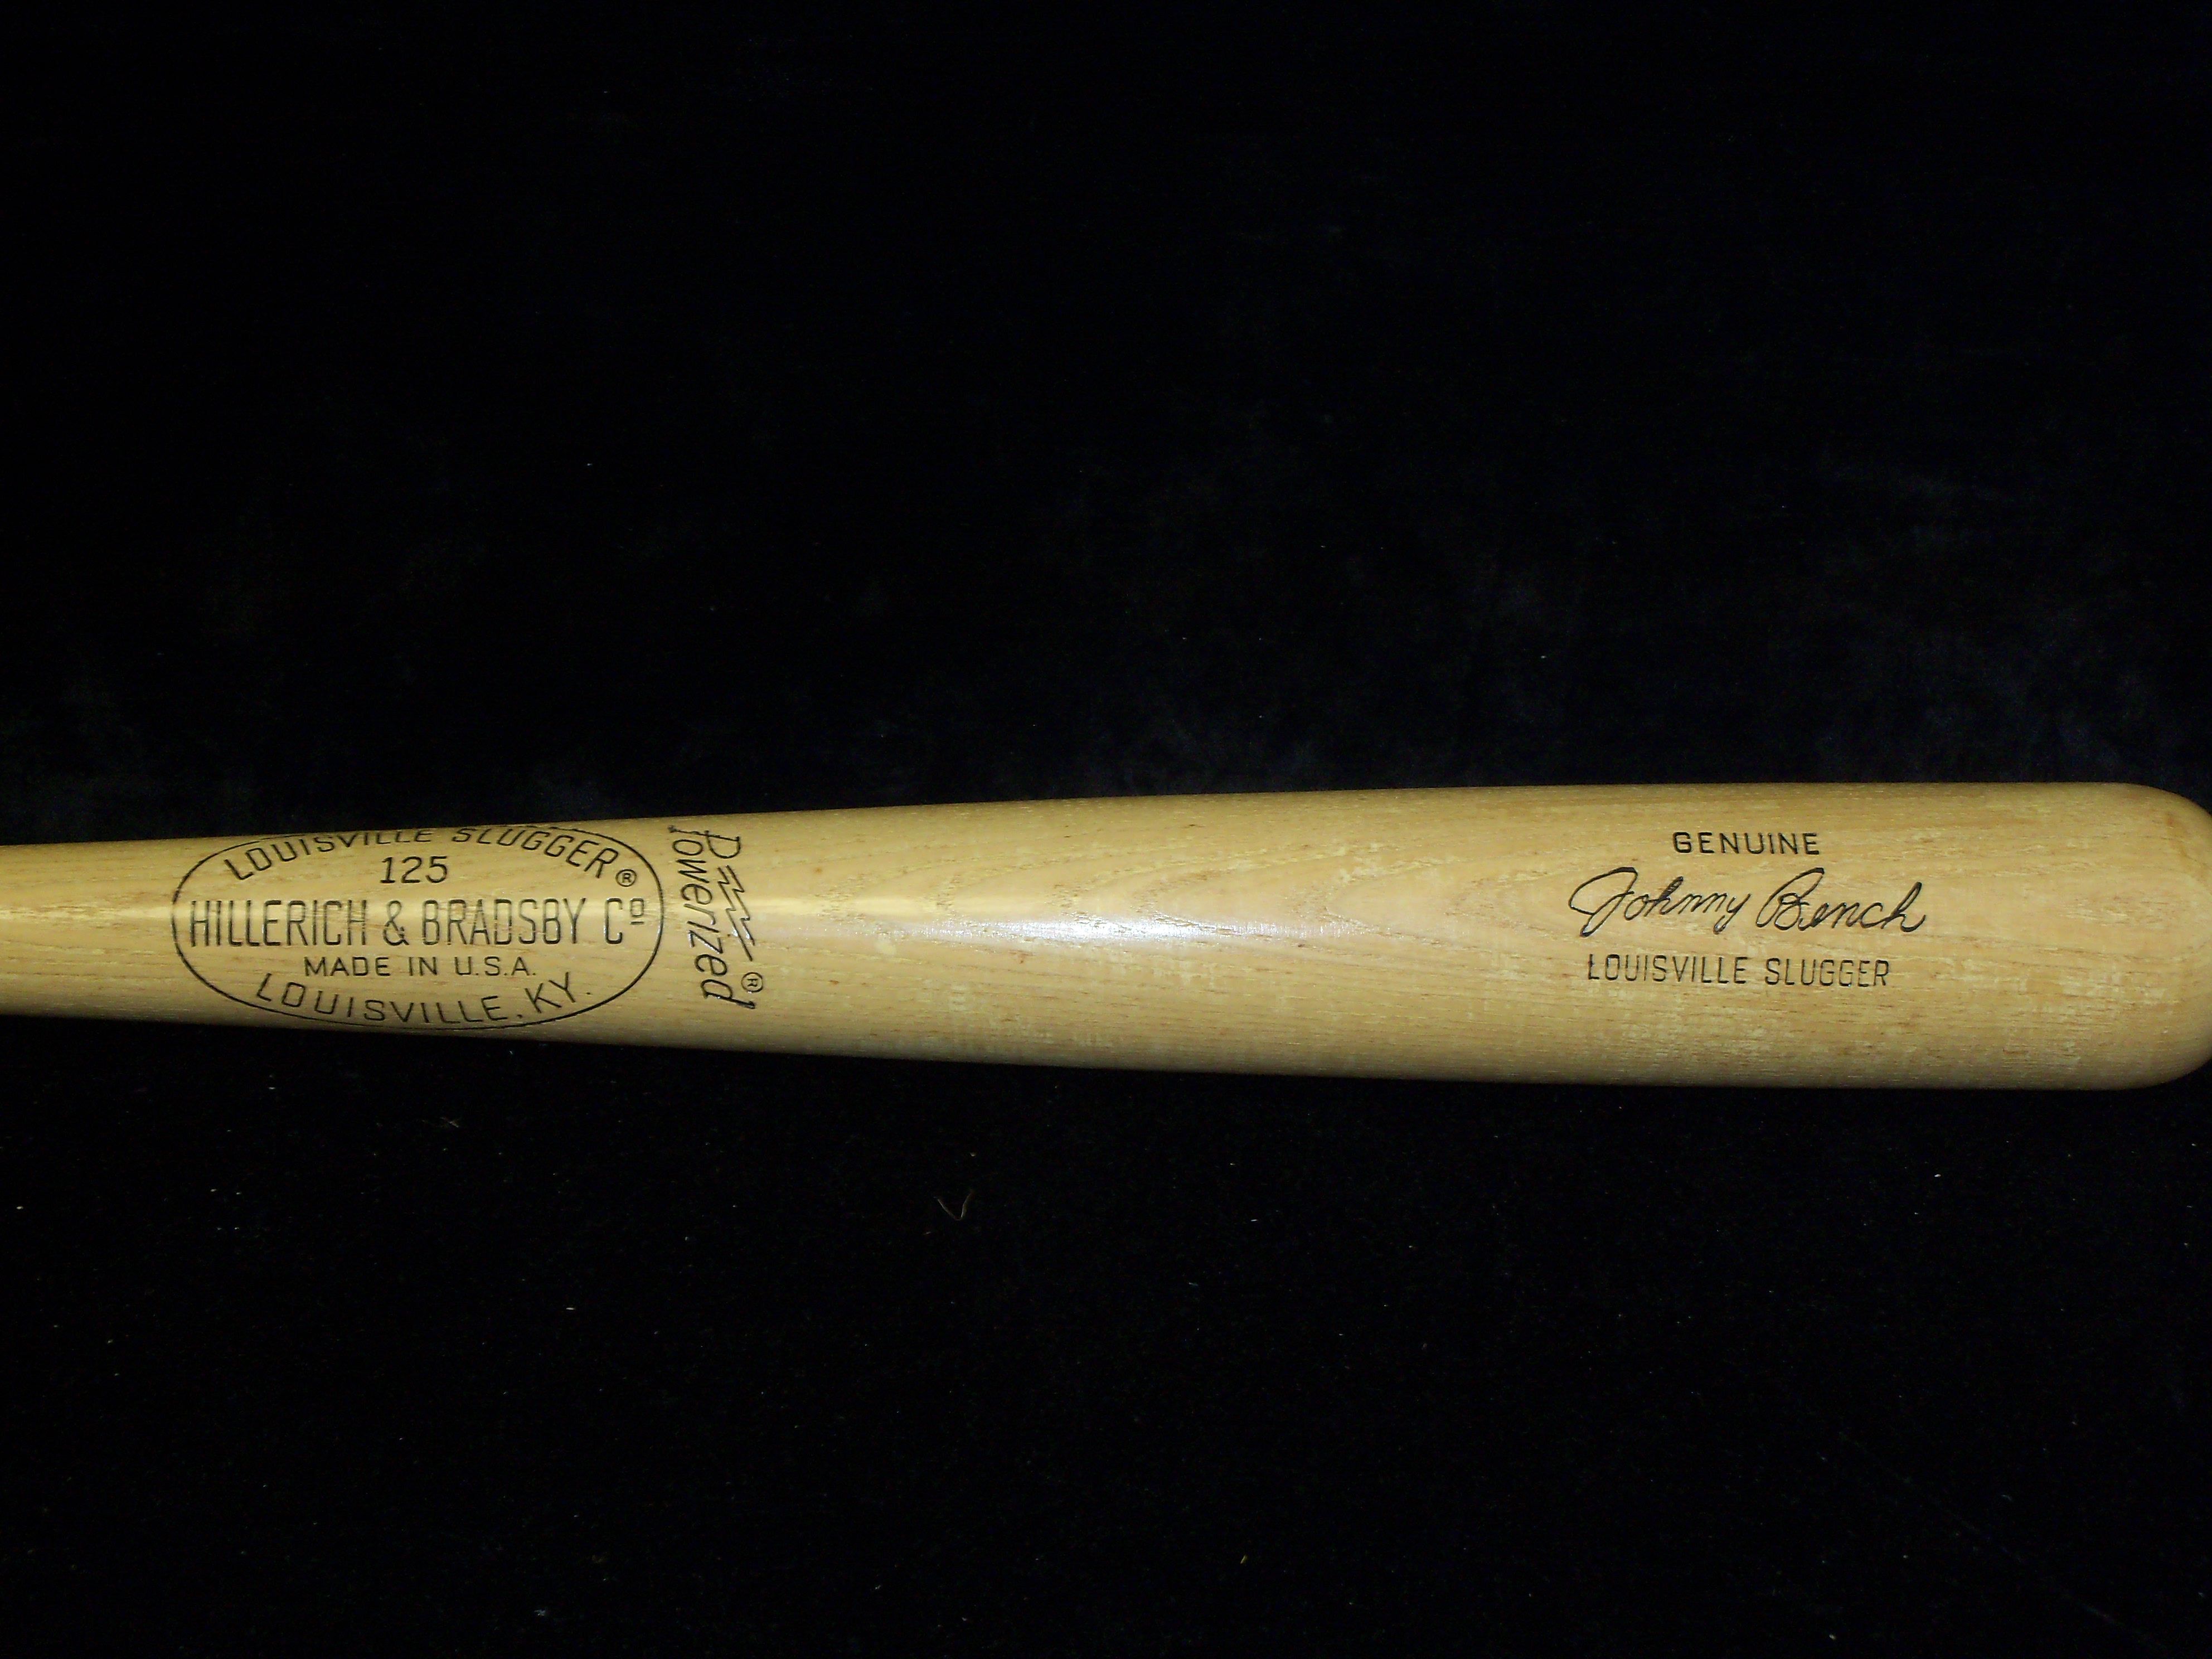 LOUISVILLE SLUGGER®
125
HILLERICH & BRADSBY Cº
MADE IN U.S.A.
LOUISVILLE, KY.
Powerized ®
GENUINE
Johnny Bench
LOUISVILLE SLUGGER